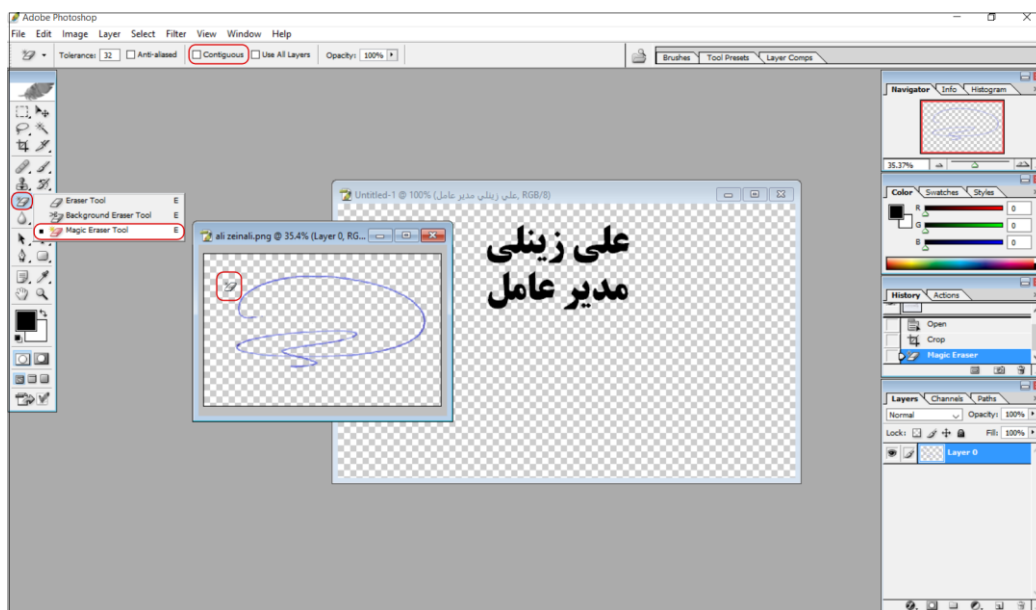 Adobe Photoshop
File Edit Image Layer Select Filter View Window Help
Tolerance: 32 Anti-aliased Contiguous Use All Layers Opacity: 100%
Brushes Tool Presets Layer Comps
Navigator Info Histogram
35.37%
Color Swatches Styles
R 0
G 0
B 0
History Actions
Open
Crop
Magic Eraser
Layers Channels Paths
Normal Opacity: 100%
Lock: Fill: 100%
Layer 0
Eraser Tool E
Background Eraser Tool E
Magic Eraser Tool E
Untitled-1 @ 100% (علي زينلي مدير عامل, RGB/8)
ali zeinali.png @ 35.4% (Layer 0, RG...
علی زینلی
مدیر عامل